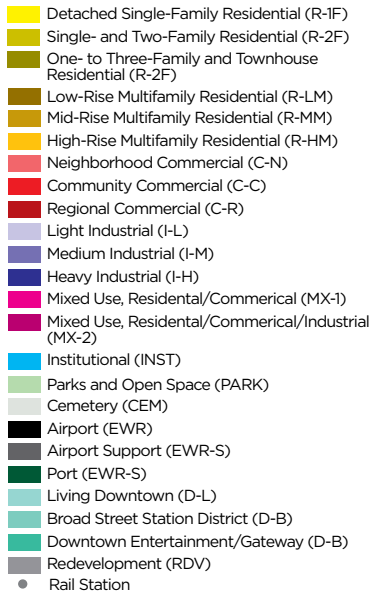 Detached Single-Family Residential (R-1F)
Single- and Two-Family Residential (R-2F)
One- to Three-Family and Townhouse
Residential (R-2F)
Low-Rise Multifamily Residential (R-LM)
Mid-Rise Multifamily Residential (R-MM)
High-Rise Multifamily Residential (R-HM)
Neighborhood Commercial (C-N)
Community Commercial (C-C)
Regional Commercial (C-R)
Light Industrial (I-L)
Medium Industrial (I-M)
Heavy Industrial (I-H)
Mixed Use, Residental/Commerical (MX-1)
Mixed Use, Residental/Commerical/Industrial
(MX-2)
Institutional (INST)
Parks and Open Space (PARK)
Cemetery (CEM)
Airport (EWR)
Airport Support (EWR-S)
Port (EWR-S)
Living Downtown (D-L)
Broad Street Station District (D-B)
Downtown Entertainment/Gateway (D-B)
Redevelopment (RDV)
Rail Station